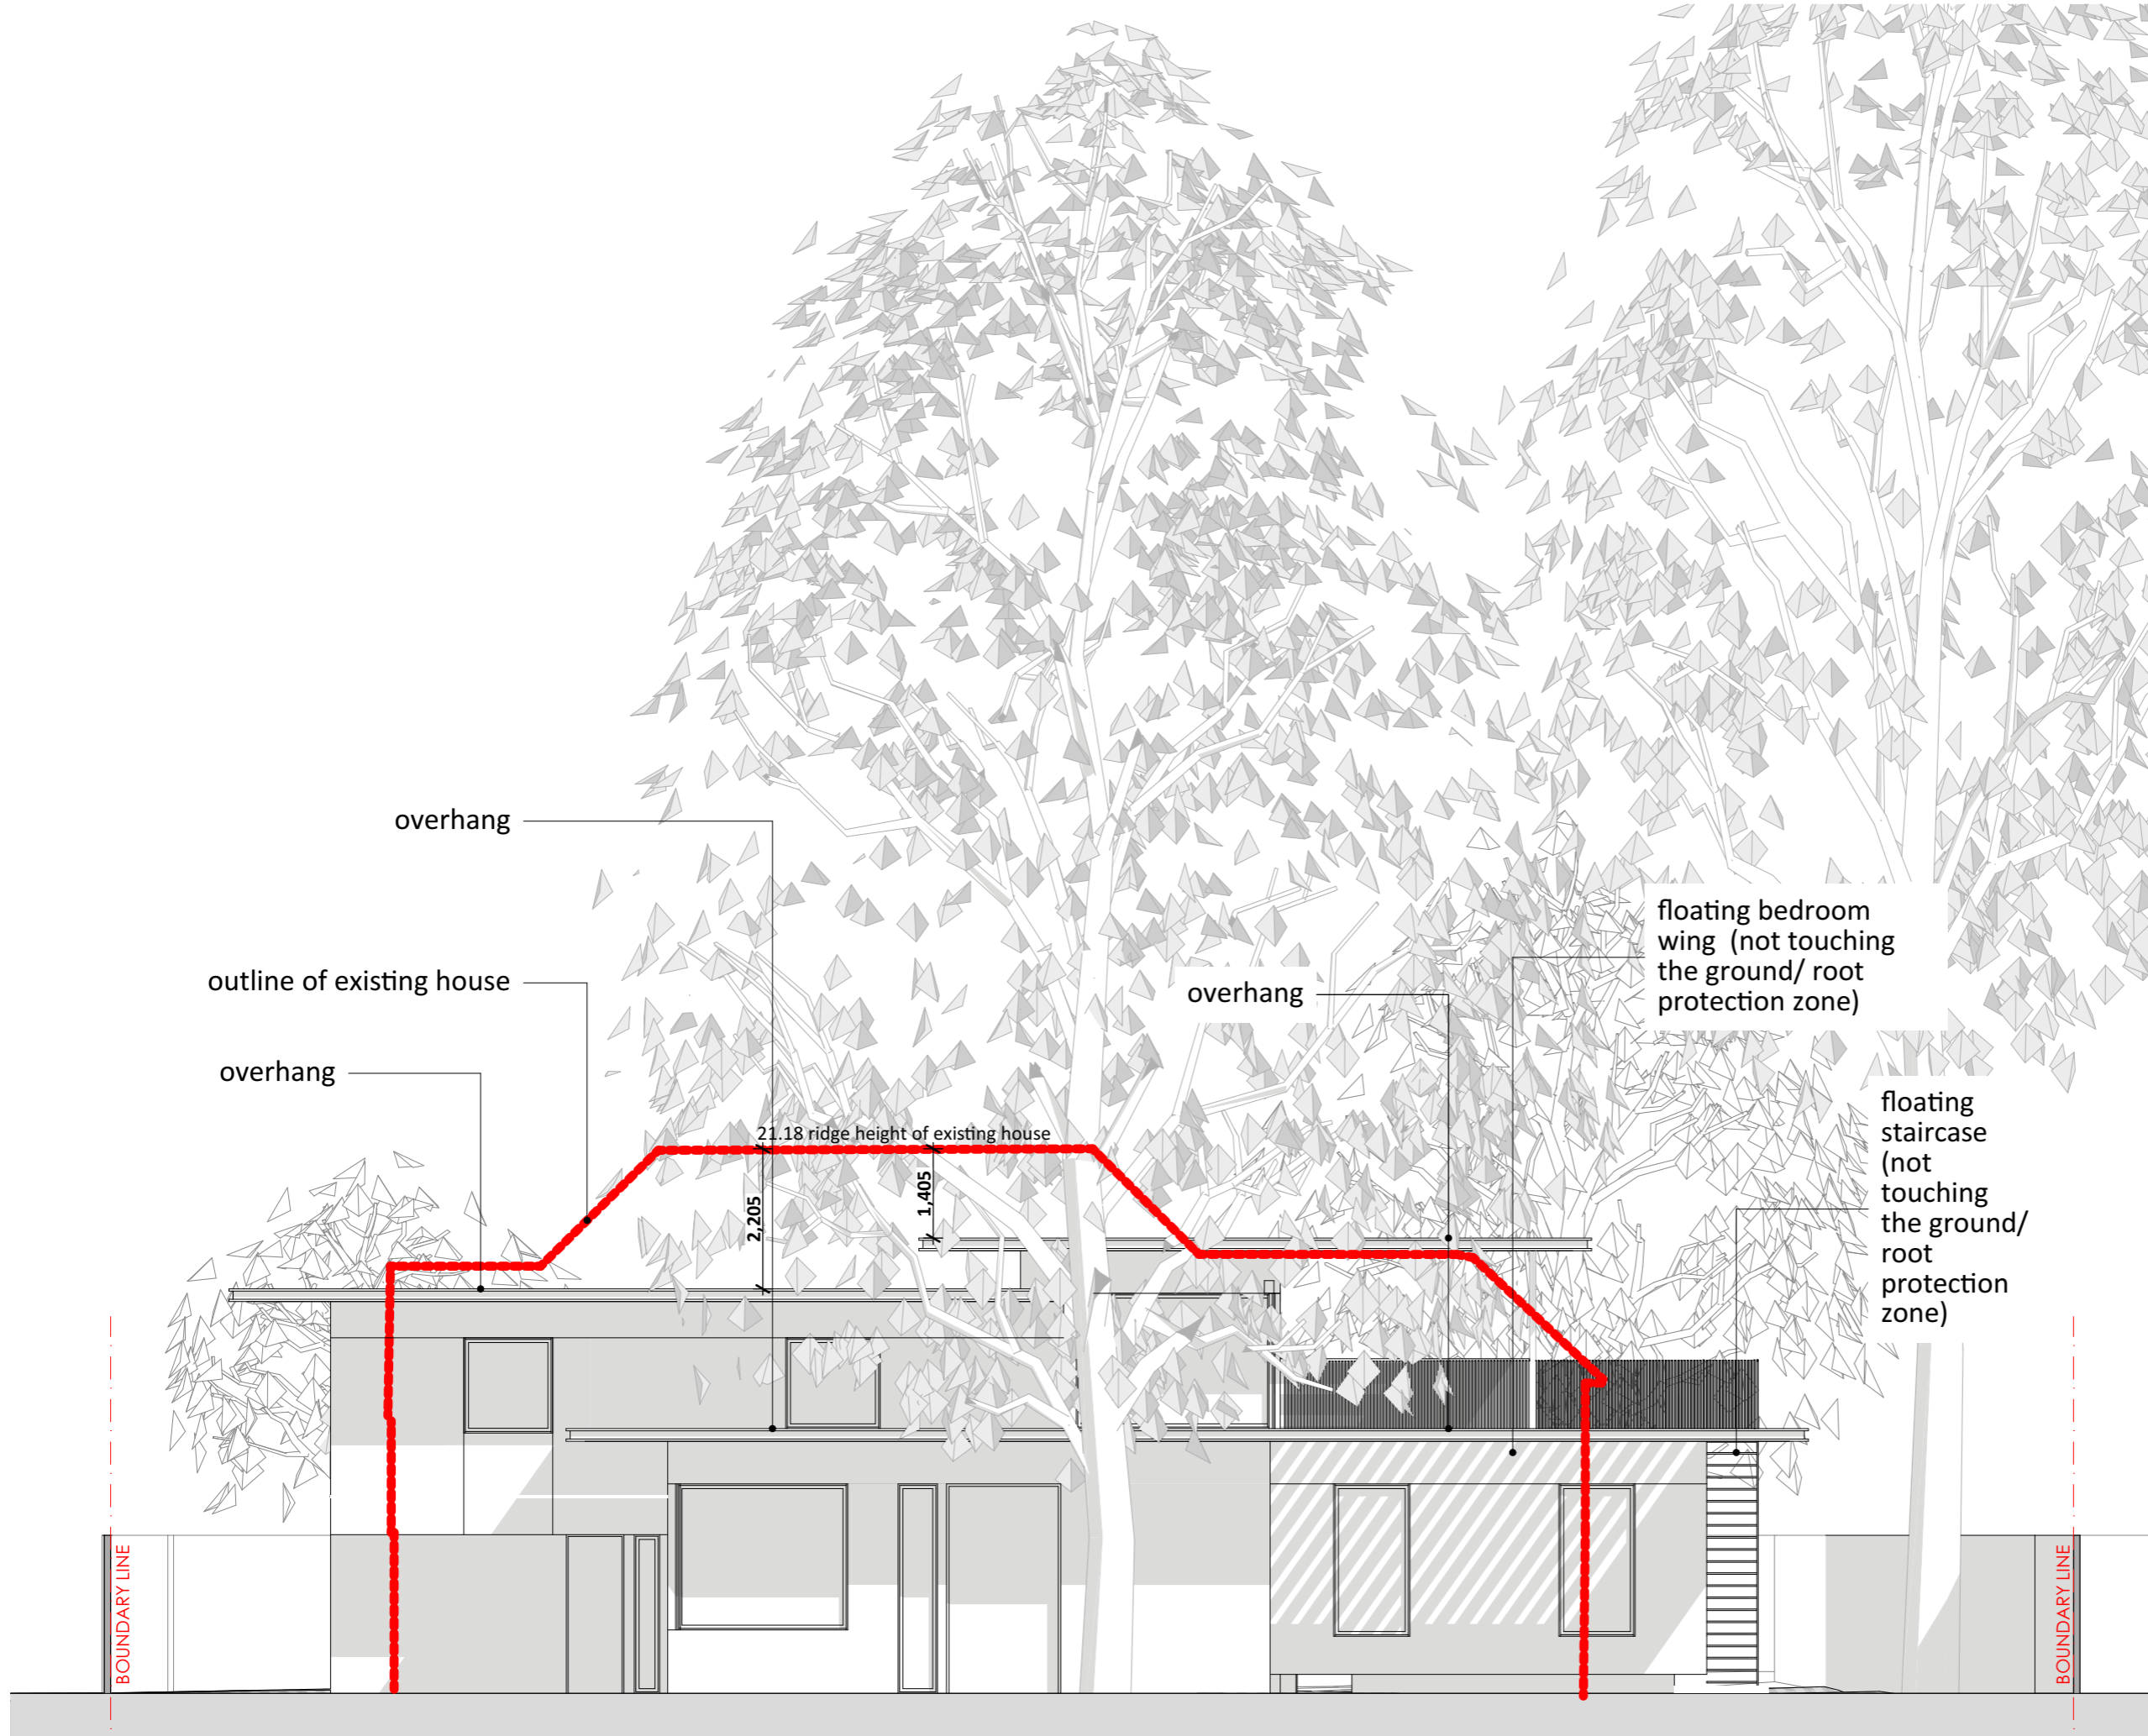 overhang
floating bedroom
wing (not touching
the ground/ root
protection zone)
outline of existing house
overhang
overhang
floating
staircase
(not
touching
the ground/
root
protection
zone)
21.18 ridge height of existing house
2,205
1,405
BOUNDARY LINE
BOUNDARY LINE